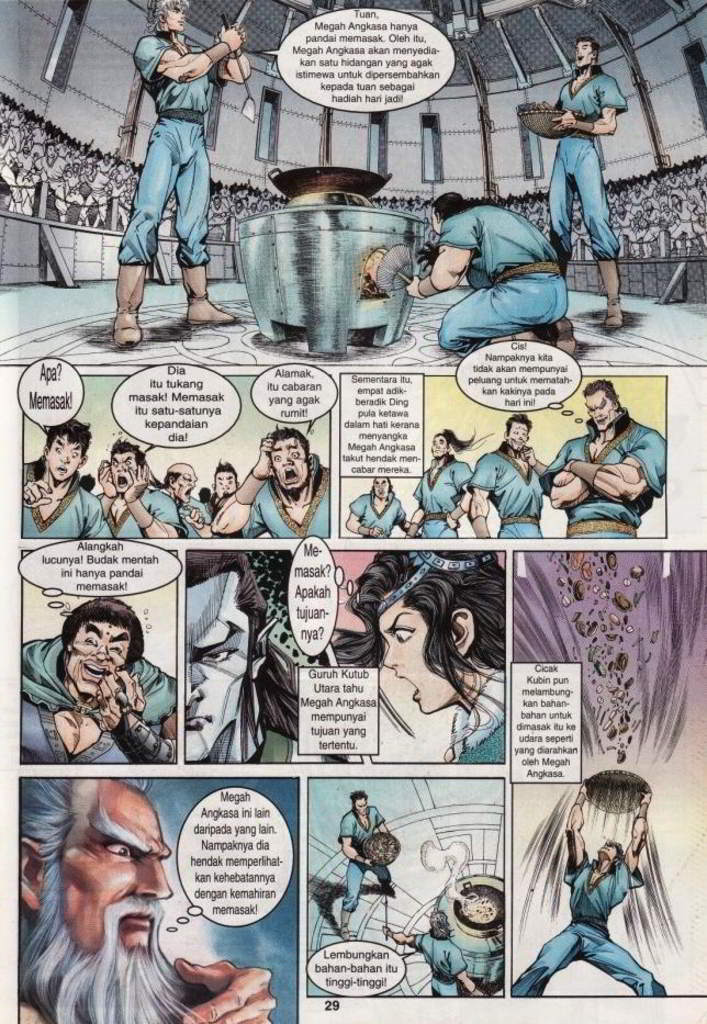 Tuan,
Megah Angkasa hanya
pandai memasak. Oleh itu,
Megah Angkasa akan menyedia-
kan satu hidangan yang agak
istimewa untuk dipersembahkan
kepada tuan sebagai
hadiah hari jadi!
Apa?
Memasak!
Dia
itu tukang
masak! Memasak
itu satu-satunya
kepandaian
dia!
Alamak,
itu cabaran
yang agak
rumit!
Sementara itu,
empat adik-
beradik Ding
pula ketawa
dalam hati kerana
menyangka
Megah Angkasa
takut hendak men-
cabar mereka.
Cis!
Nampaknya kita
tidak akan mempunyai
peluang untuk mematah-
kan kakinya pada
hari ini!
Alangkah
lucunya! Budak mentah
ini hanya pandai
memasak!
Me-
masak?
Apakah
tujuan-
nya?
Guruh Kutub
Utara tahu
Megah Angkasa
mempunyai
tujuan yang
tertentu.
Cicak
Kubin pun
melambung-
kan bahan-
bahan untuk
dimasak itu ke
udara seperti
yang diarahkan
oleh Megah
Angkasa.
Megah
Angkasa ini lain
daripada yang lain.
Nampaknya dia
hendak memperlihat-
kan kehebatannya
dengan kemahiran
memasak!
Lembungkan
bahan-bahan itu
tinggi-tinggi!
29